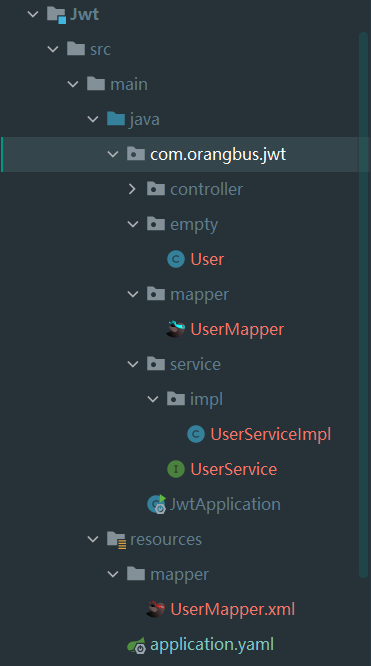 Jwt
src
main
java
com.orangbus.jwt
controller
empty
User
mapper
UserMapper
service
impl
UserServiceImpl
UserService
JwtApplication
resources
mapper
UserMapper.xml
application.yaml